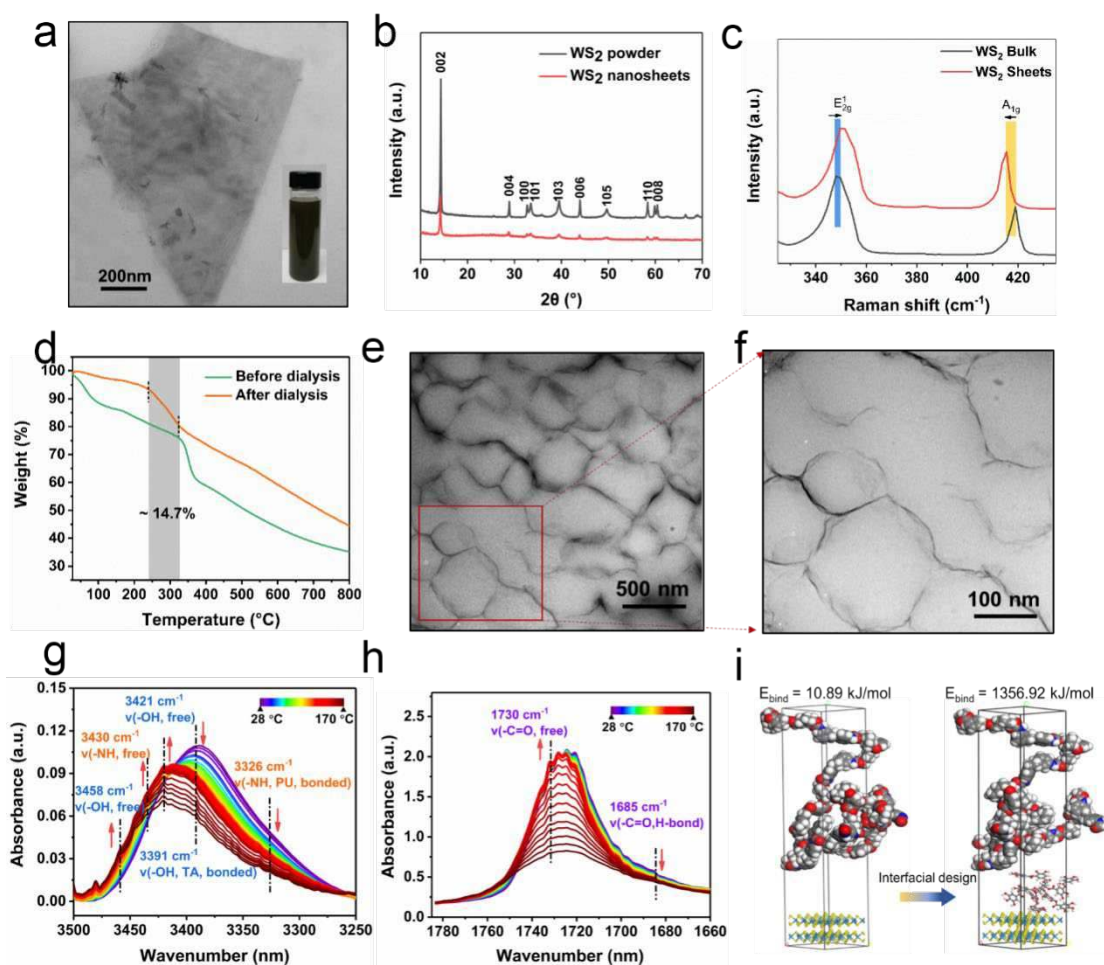 a
200nm
b
Intensity (a.u.)
WS2 powder
WS2 nanosheets
002
004
100
101
103
006
105
110
008
10 20 30 40 50 60 70
2θ (°)
c
Intensity (a.u.)
WS2 Bulk
WS2 Sheets
E¹2g
A1g
340 360 380 400 420
Raman shift (cm-1)
d
Weight (%)
100
90
80
70
60
50
40
30
Before dialysis
After dialysis
~ 14.7%
100 200 300 400 500 600 700 800
Temperature (°C)
e
500 nm
f
100 nm
g
Absorbance (a.u.)
0.15
0.12
0.09
0.06
0.03
0.00
3421 cm-1
ν(-OH, free)
3430 cm-1
ν(-NH, free)
3458 cm-1
ν(-OH, free)
3391 cm-1
ν(-OH, TA, bonded)
3326 cm-1
ν(-NH, PU, bonded)
28 °C 170 °C
3500 3450 3400 3350 3300 3250
Wavenumber (nm)
h
Absorbance (a.u.)
2.5
2.0
1.5
1.0
0.5
0.0
1730 cm-1
ν(-C=O, free)
28 °C 170 °C
1685 cm-1
ν(-C=O,H-bond)
1780 1760 1740 1720 1700 1680 1660
Wavenumber (nm)
i
Ebind = 10.89 kJ/mol
Ebind = 1356.92 kJ/mol
Interfacial design